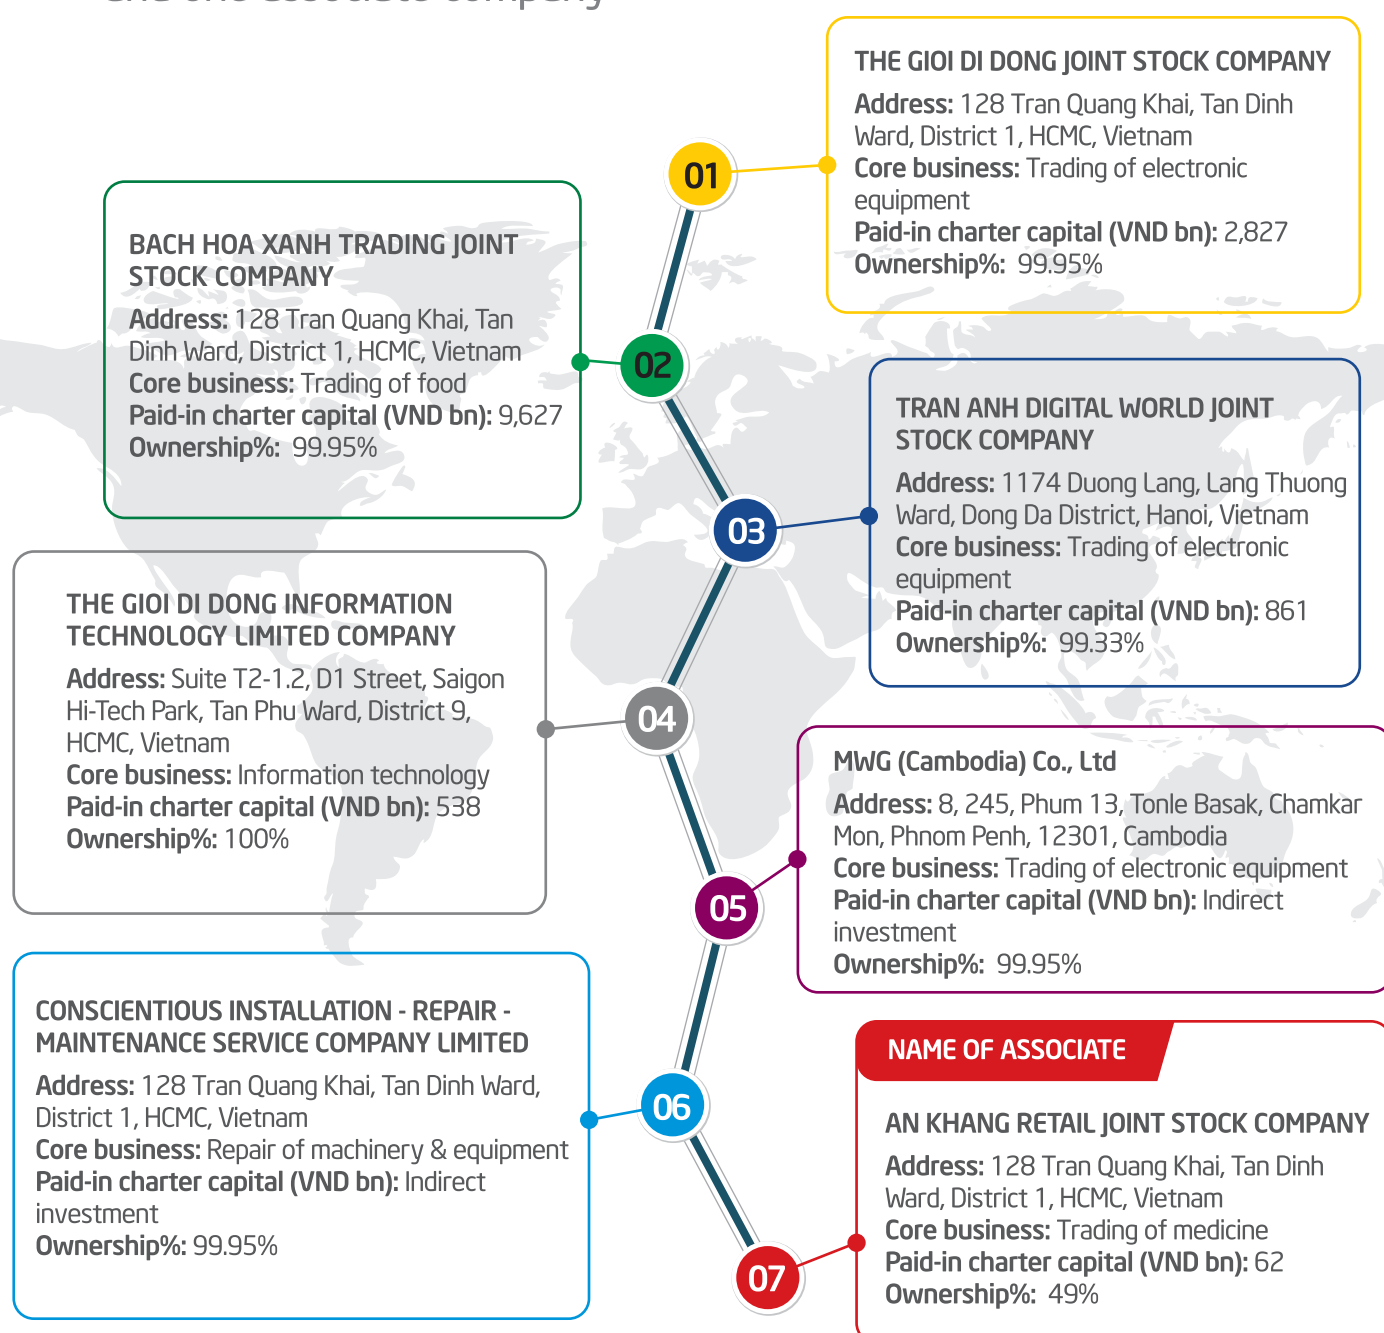 and one associate company
01
THE GIOI DI DONG JOINT STOCK COMPANY
Address: 128 Tran Quang Khai, Tan Dinh
Ward, District 1, HCMC, Vietnam
Core business: Trading of electronic
equipment
Paid-in charter capital (VND bn): 2,827
Ownership%: 99.95%
02
BACH HOA XANH TRADING JOINT
STOCK COMPANY
Address: 128 Tran Quang Khai, Tan
Dinh Ward, District 1, HCMC, Vietnam
Core business: Trading of food
Paid-in charter capital (VND bn): 9,627
Ownership%: 99.95%
03
TRAN ANH DIGITAL WORLD JOINT
STOCK COMPANY
Address: 1174 Duong Lang, Lang Thuong
Ward, Dong Da District, Hanoi, Vietnam
Core business: Trading of electronic
equipment
Paid-in charter capital (VND bn): 861
Ownership%: 99.33%
04
THE GIOI DI DONG INFORMATION
TECHNOLOGY LIMITED COMPANY
Address: Suite T2-1.2, D1 Street, Saigon
Hi-Tech Park, Tan Phu Ward, District 9,
HCMC, Vietnam
Core business: Information technology
Paid-in charter capital (VND bn): 538
Ownership%: 100%
05
MWG (Cambodia) Co., Ltd
Address: 8, 245, Phum 13, Tonle Basak, Chamkar
Mon, Phnom Penh, 12301, Cambodia
Core business: Trading of electronic equipment
Paid-in charter capital (VND bn): Indirect
investment
Ownership%: 99.95%
06
CONSCIENTIOUS INSTALLATION - REPAIR -
MAINTENANCE SERVICE COMPANY LIMITED
Address: 128 Tran Quang Khai, Tan Dinh Ward,
District 1, HCMC, Vietnam
Core business: Repair of machinery & equipment
Paid-in charter capital (VND bn): Indirect
investment
Ownership%: 99.95%
07
NAME OF ASSOCIATE
AN KHANG RETAIL JOINT STOCK COMPANY
Address: 128 Tran Quang Khai, Tan Dinh
Ward, District 1, HCMC, Vietnam
Core business: Trading of medicine
Paid-in charter capital (VND bn): 62
Ownership%: 49%